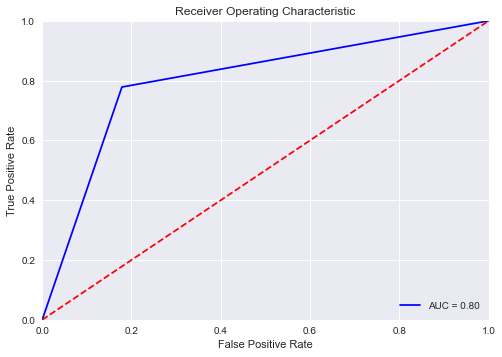 Receiver Operating Characteristic
1.0
0.8
0.6
0.4
0.2
0.0
True Positive Rate
AUC = 0.80
0.0 0.2 0.4 0.6 0.8 1.0
False Positive Rate